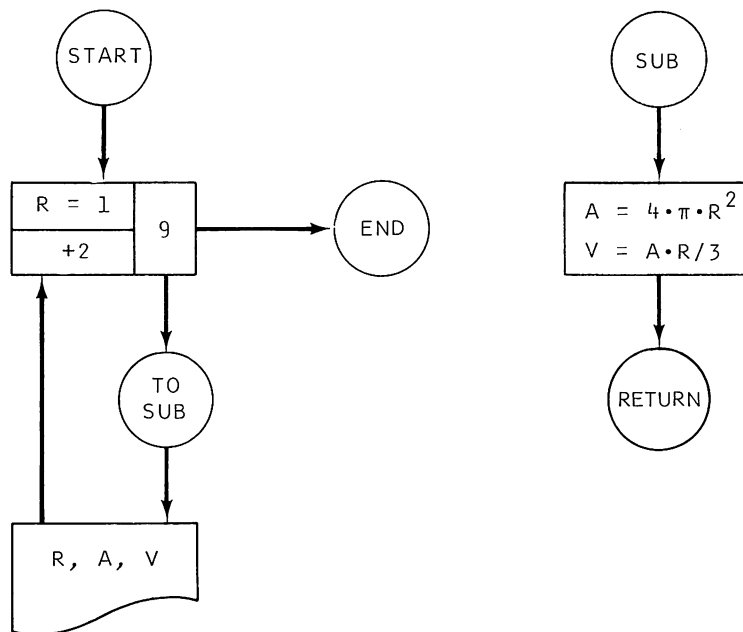 START
R = 1
+2
9
END
TO
SUB
R, A, V
SUB
A = 4·π·R²
V = A·R/3
RETURN